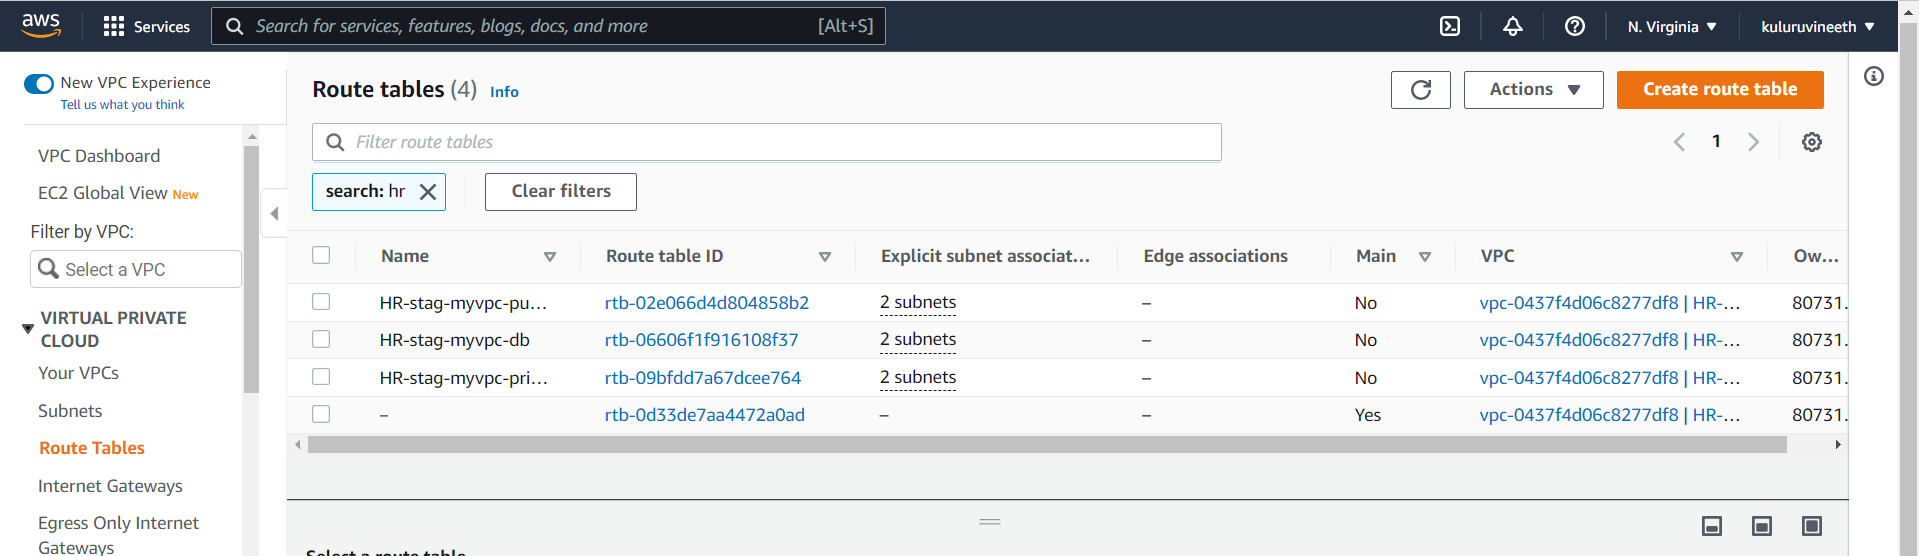 aws Services Search for services, features, blogs, docs, and more [Alt+S] N. Virginia kuluruvineeth
New VPC Experience
Tell us what you think
VPC Dashboard
EC2 Global View New
Filter by VPC:
Select a VPC
VIRTUAL PRIVATE
CLOUD
Your VPCs
Subnets
Route Tables
Internet Gateways
Egress Only Internet
Gateways
Route tables (4) Info Actions Create route table
Filter route tables 1
search: hr Clear filters
Name Route table ID Explicit subnet associat... Edge associations Main VPC Ow...
HR-stag-myvpc-pu... rtb-02e066d4d804858b2 2 subnets – No vpc-0437f4d06c8277df8 | HR-... 80731.
HR-stag-myvpc-db rtb-06606f1f916108f37 2 subnets – No vpc-0437f4d06c8277df8 | HR-... 80731.
HR-stag-myvpc-pri... rtb-09bfdd7a67dcee764 2 subnets – No vpc-0437f4d06c8277df8 | HR-... 80731.
– rtb-0d33de7aa4472a0ad – – Yes vpc-0437f4d06c8277df8 | HR-... 80731.
Select a route table